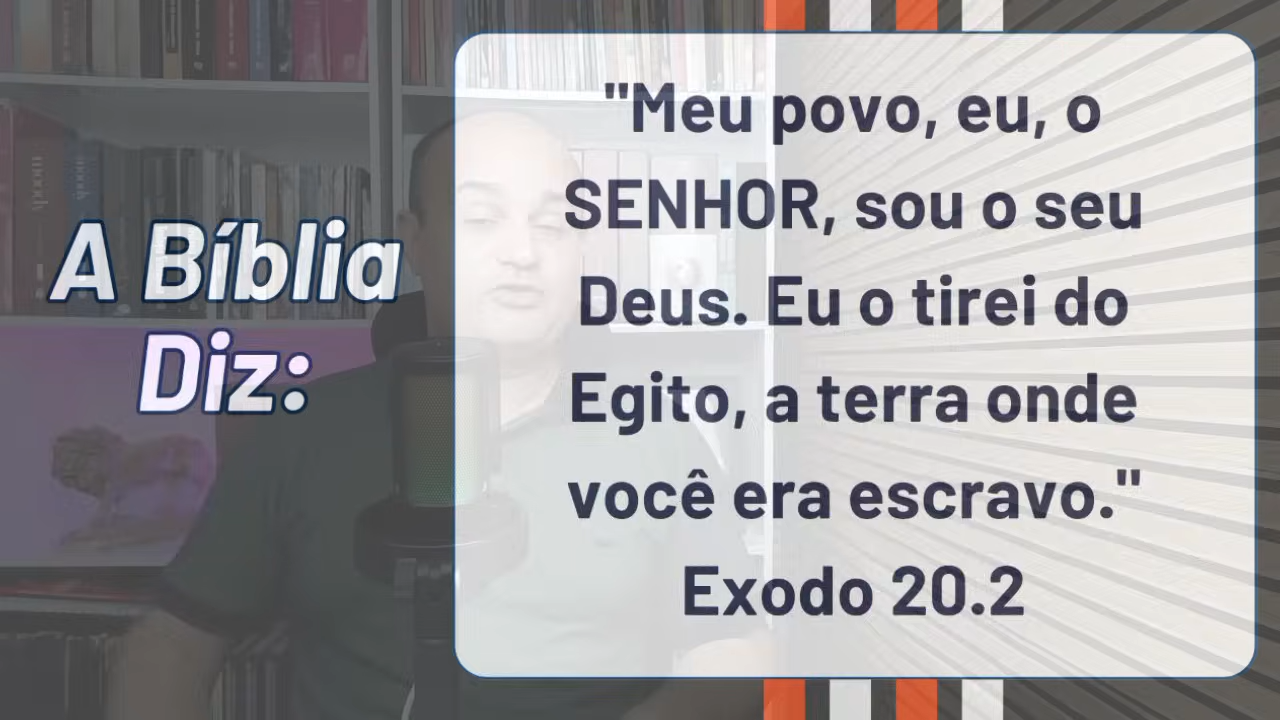 A Bíblia
Diz:
"Meu povo, eu, o
SENHOR, sou o seu
Deus. Eu o tirei do
Egito, a terra onde
você era escravo."
Exodo 20.2